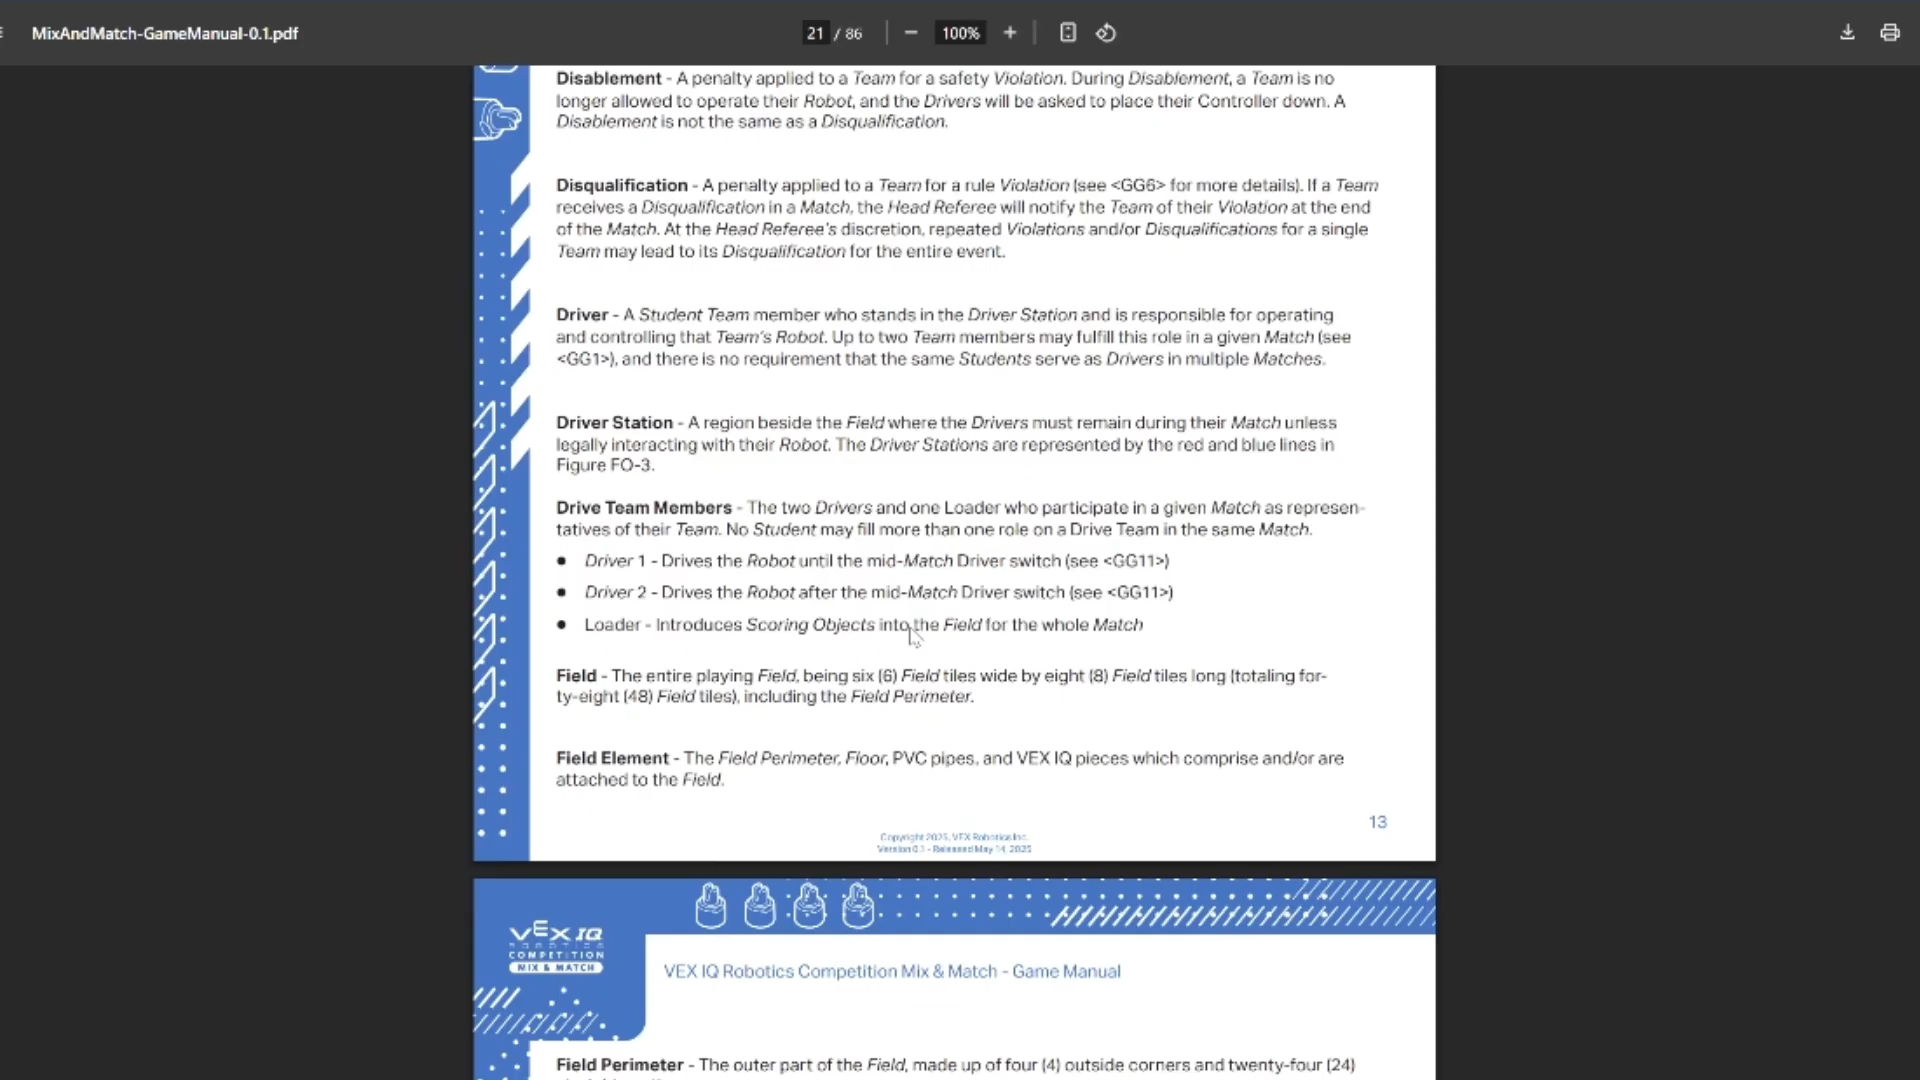 MixAndMatch-GameManual-0.1.pdf
21 / 86
100%
Disablement - A penalty applied to a Team for a safety Violation. During Disablement, a Team is no
longer allowed to operate their Robot, and the Drivers will be asked to place their Controller down. A
Disablement is not the same as a Disqualification.
Disqualification - A penalty applied to a Team for a rule Violation (see <GG6> for more details). If a Team
receives a Disqualification in a Match, the Head Referee will notify the Team of their Violation at the end
of the Match. At the Head Referee's discretion, repeated Violations and/or Disqualifications for a single
Team may lead to its Disqualification for the entire event.
Driver - A Student Team member who stands in the Driver Station and is responsible for operating
and controlling that Team's Robot. Up to two Team members may fulfill this role in a given Match (see
<GG1>), and there is no requirement that the same Students serve as Drivers in multiple Matches.
Driver Station - A region beside the Field where the Drivers must remain during their Match unless
legally interacting with their Robot. The Driver Stations are represented by the red and blue lines in
Figure FO-3.
Drive Team Members - The two Drivers and one Loader who participate in a given Match as represen-
tatives of their Team. No Student may fill more than one role on a Drive Team in the same Match.
● Driver 1 - Drives the Robot until the mid-Match Driver switch (see <GG11>)
● Driver 2 - Drives the Robot after the mid-Match Driver switch (see <GG11>)
● Loader - Introduces Scoring Objects into the Field for the whole Match
Field - The entire playing Field, being six (6) Field tiles wide by eight (8) Field tiles long (totaling for-
ty-eight (48) Field tiles), including the Field Perimeter.
Field Element - The Field Perimeter, Floor, PVC pipes, and VEX IQ pieces which comprise and/or are
attached to the Field.
13
Copyright 2025, VEX Robotics Inc.
Version 0.1 - Released May 14, 2025
VEX IQ
ROBOTICS
COMPETITION
MIX & MATCH
VEX IQ Robotics Competition Mix & Match - Game Manual
Field Perimeter - The outer part of the Field, made up of four (4) outside corners and twenty-four (24)